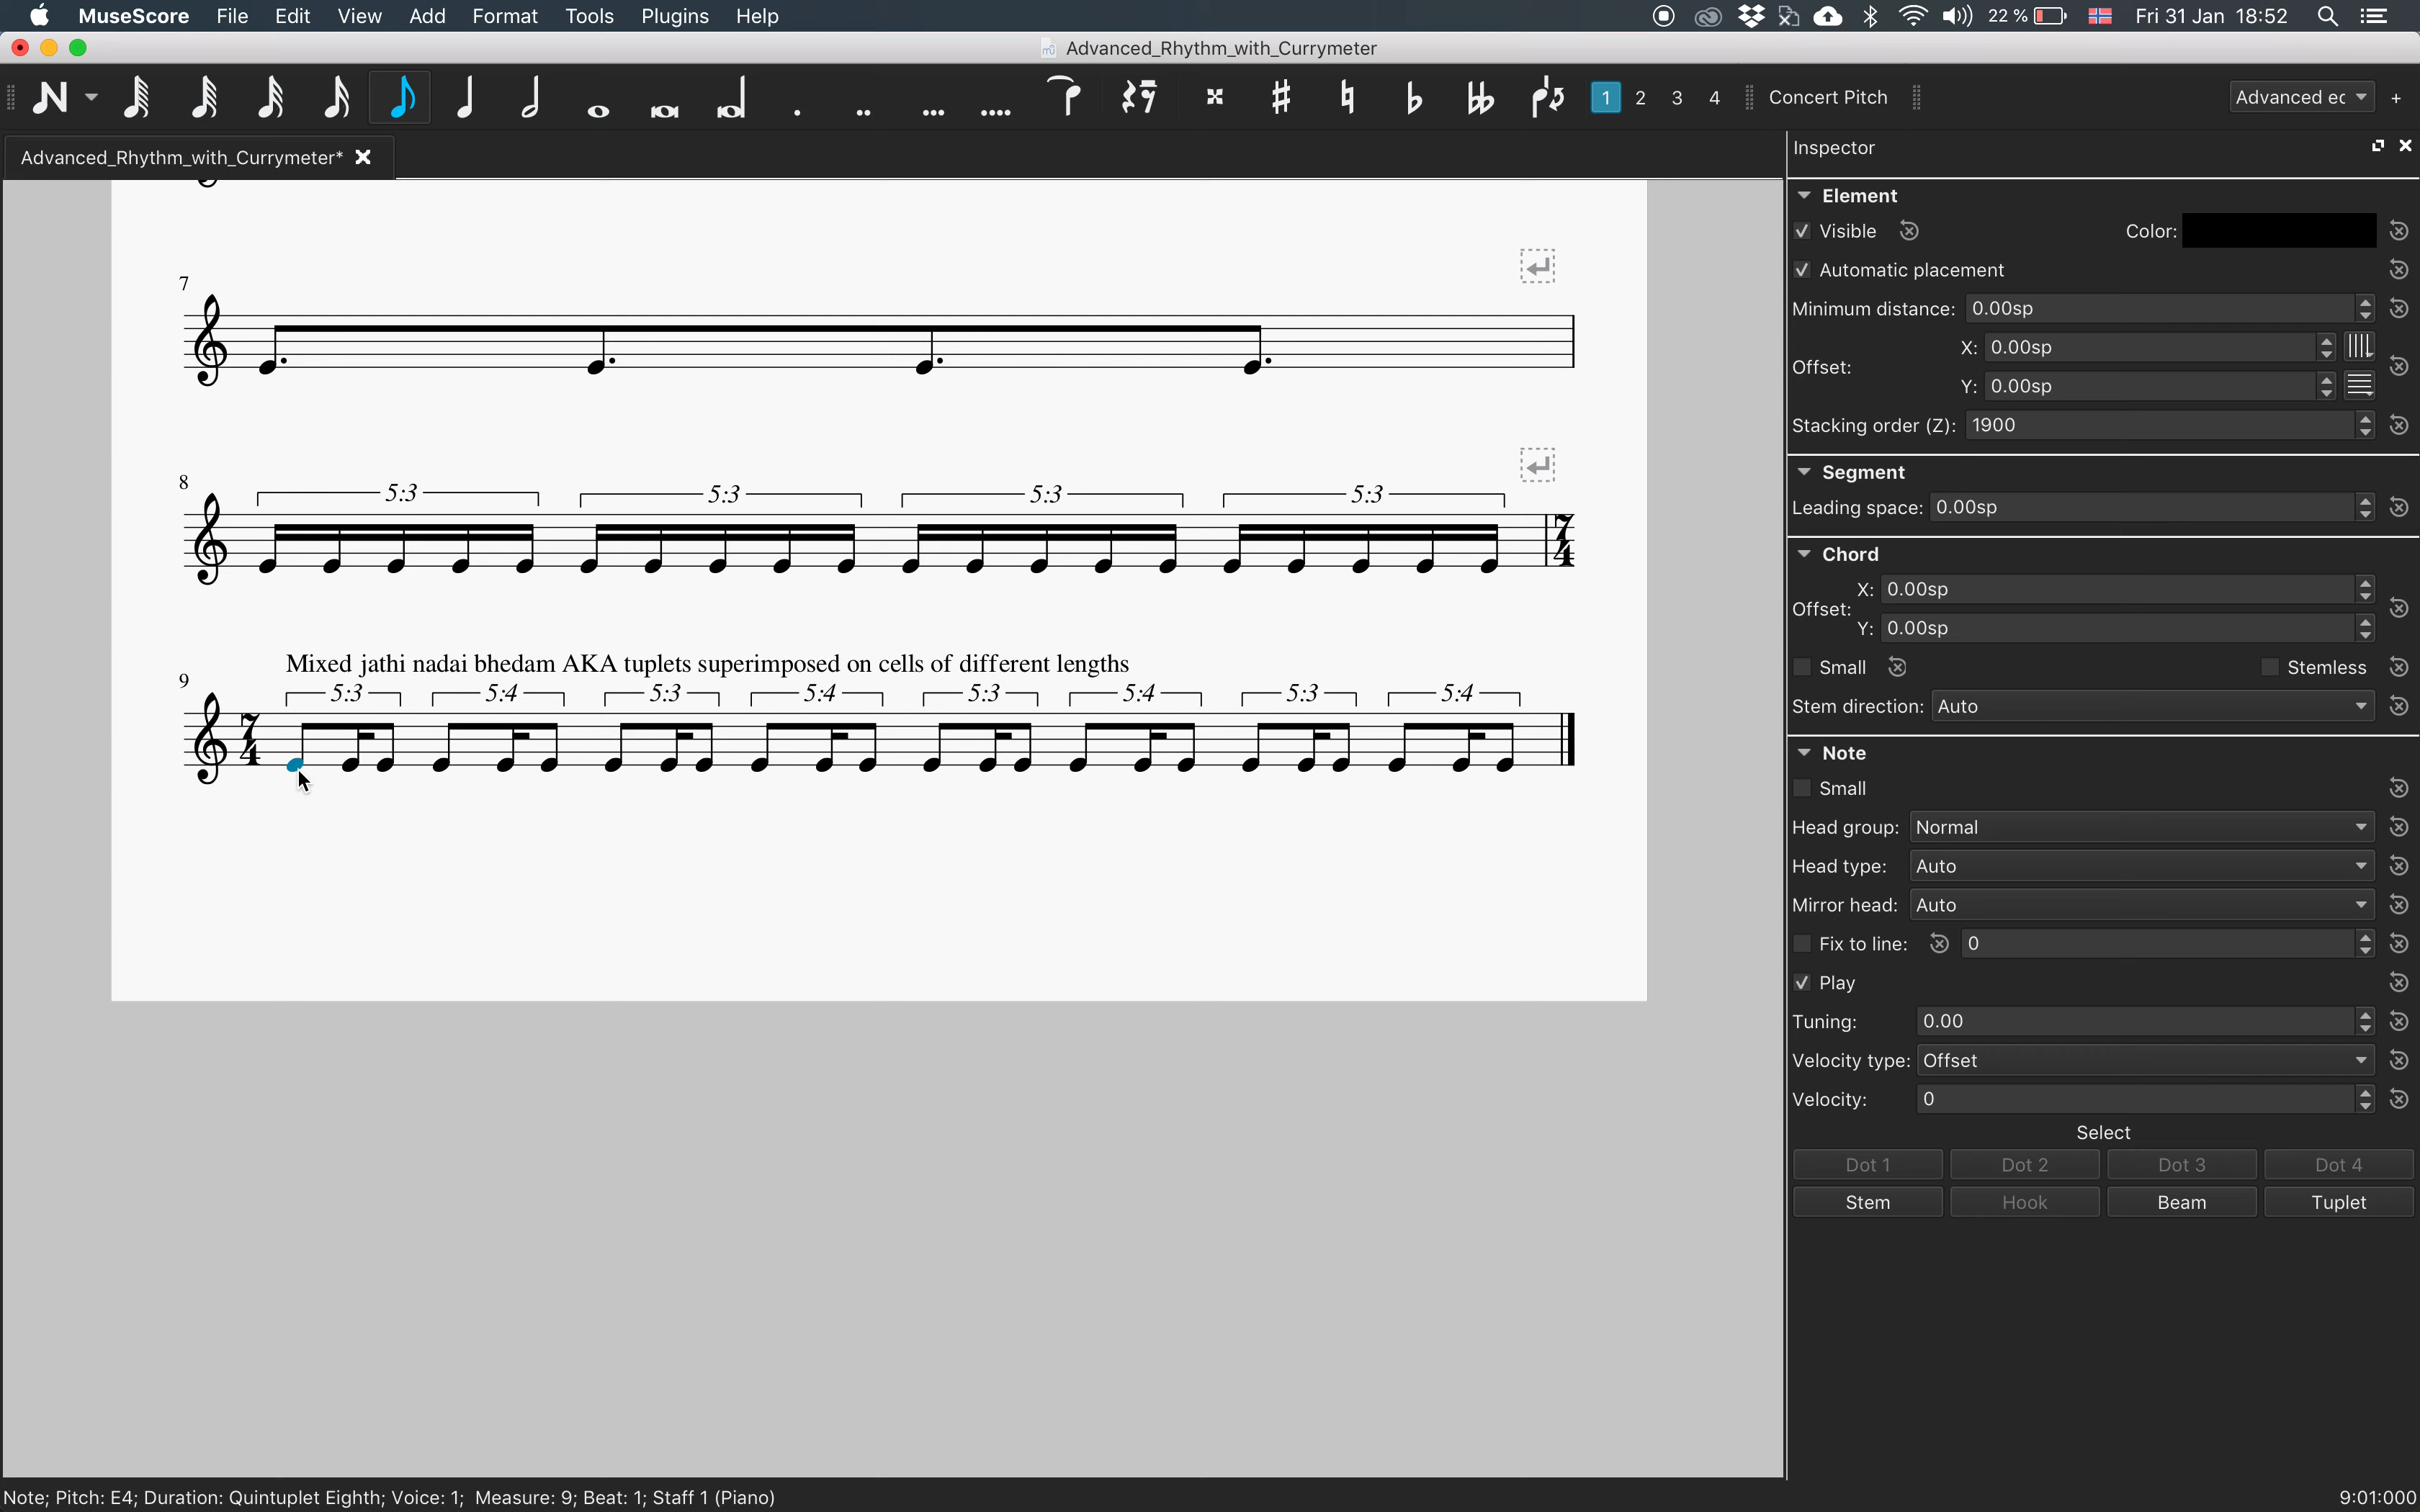 MuseScore File Edit View Add Format Tools Plugins Help 22 % Fri 31 Jan 18:52
Advanced_Rhythm_with_Currymeter
1 2 3 4 Concert Pitch Advanced ec +
Advanced_Rhythm_with_Currymeter*
7
8
5:3 5:3 5:3 5:3
7
4
Mixed jathi nadai bhedam AKA tuplets superimposed on cells of different lengths
9
5:3 5:4 5:3 5:4 5:3 5:4 5:3 5:4
7
4
Inspector
Element
Visible Color:
Automatic placement
Minimum distance: 0.00sp
Offset: X: 0.00sp
Y: 0.00sp
Stacking order (Z): 1900
Segment
Leading space: 0.00sp
Chord
Offset: X: 0.00sp
Y: 0.00sp
Small Stemless
Stem direction: Auto
Note
Small
Head group: Normal
Head type: Auto
Mirror head: Auto
Fix to line: 0
Play
Tuning: 0.00
Velocity type: Offset
Velocity: 0
Select
Dot 1 Dot 2 Dot 3 Dot 4
Stem Hook Beam Tuplet
Note; Pitch: E4; Duration: Quintuplet Eighth; Voice: 1; Measure: 9; Beat: 1; Staff 1 (Piano) 9:01:000